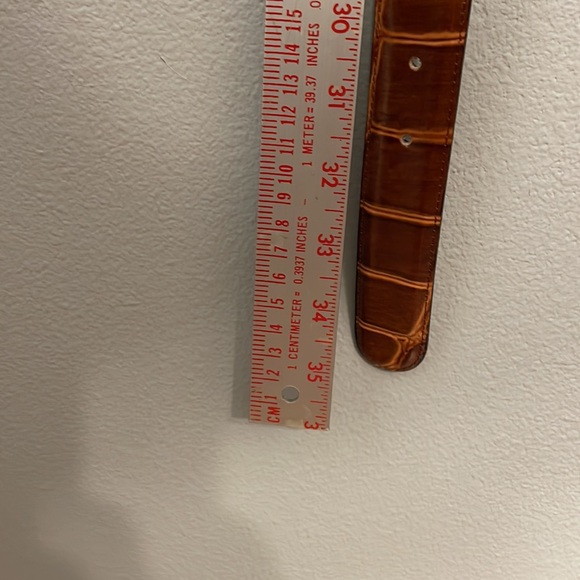 CM 1 2 3 4 5 6 7 8 9 10 11 12 13 14 15
1 CENTIMETER = 0.3937 INCHES - 1 METER = 39.37 INCHES
30 31 32 33 34 35 3